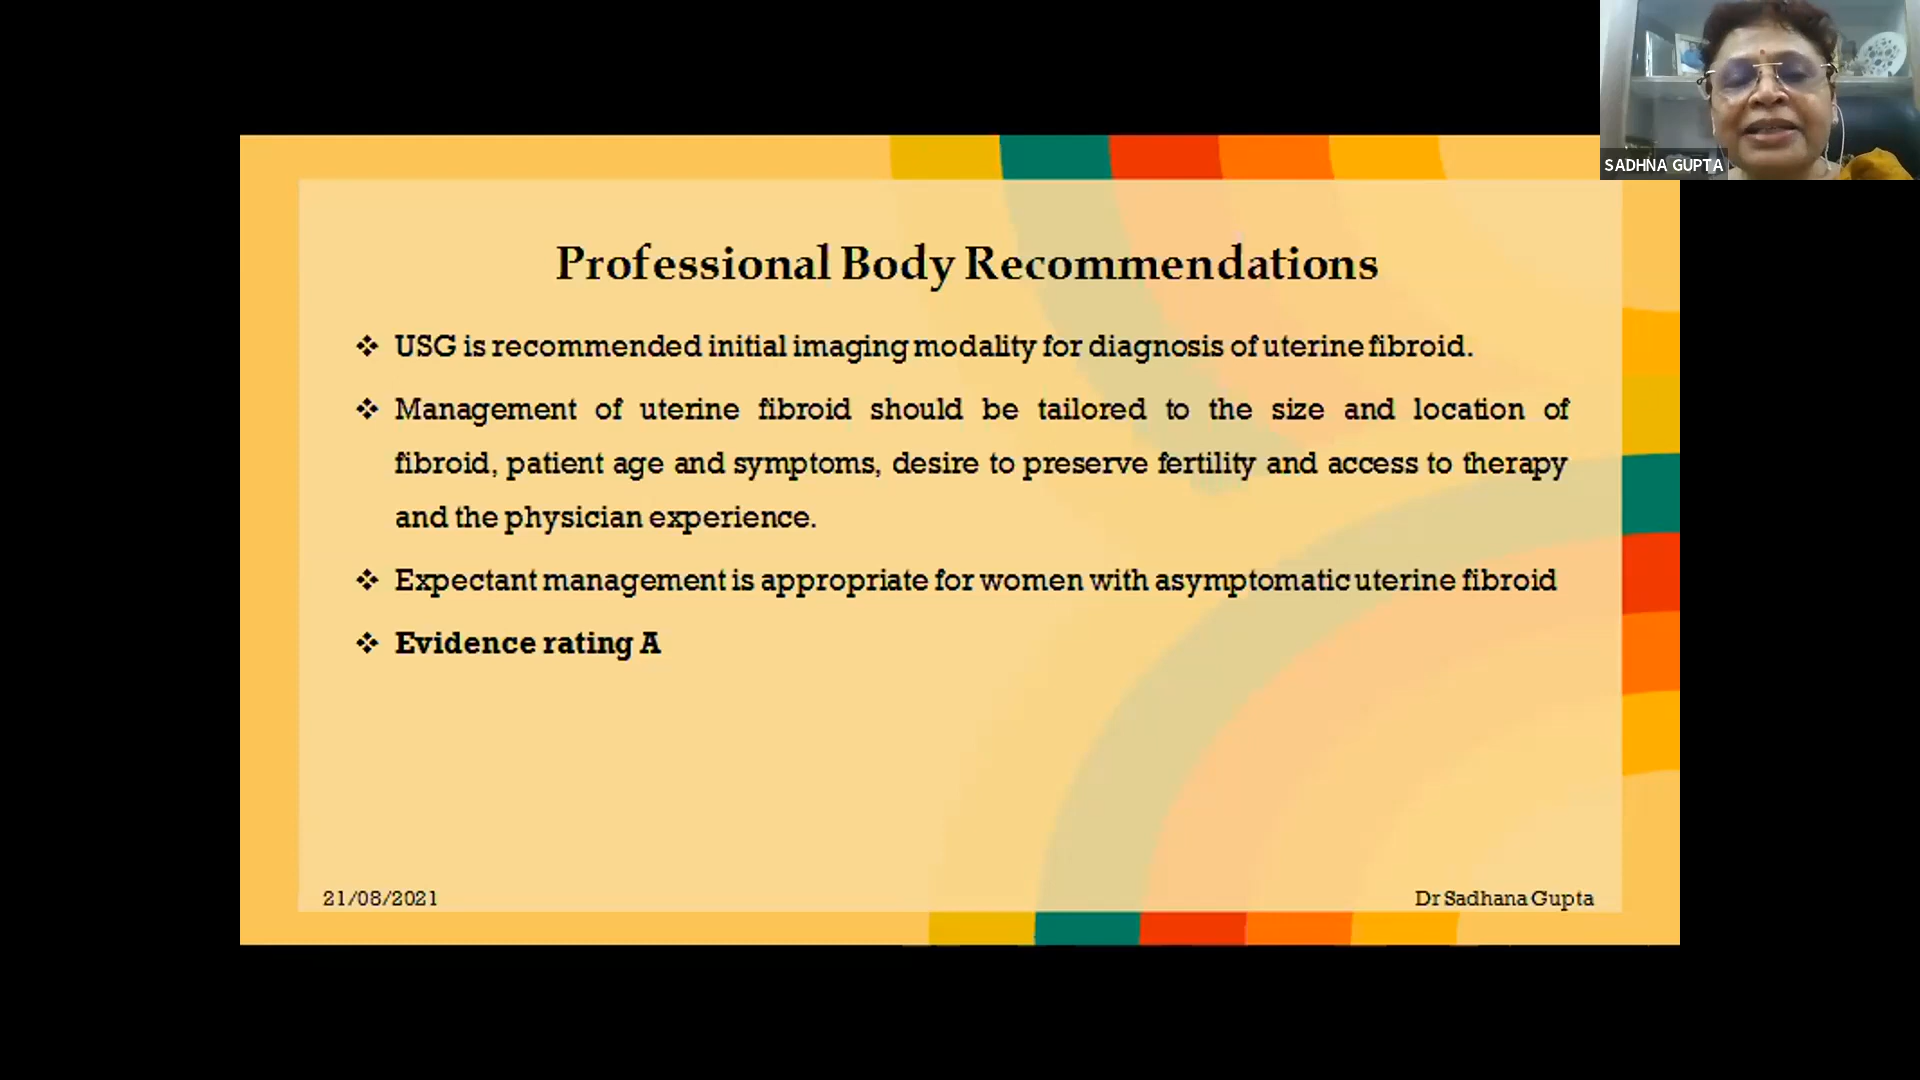 SADHNA GUPTA
Professional Body Recommendations
❖ USG is recommended initial imaging modality for diagnosis of uterine fibroid.
❖ Management of uterine fibroid should be tailored to the size and location of
fibroid, patient age and symptoms, desire to preserve fertility and access to therapy
and the physician experience.
❖ Expectant management is appropriate for women with asymptomatic uterine fibroid
❖ Evidence rating A
21/08/2021
Dr Sadhana Gupta